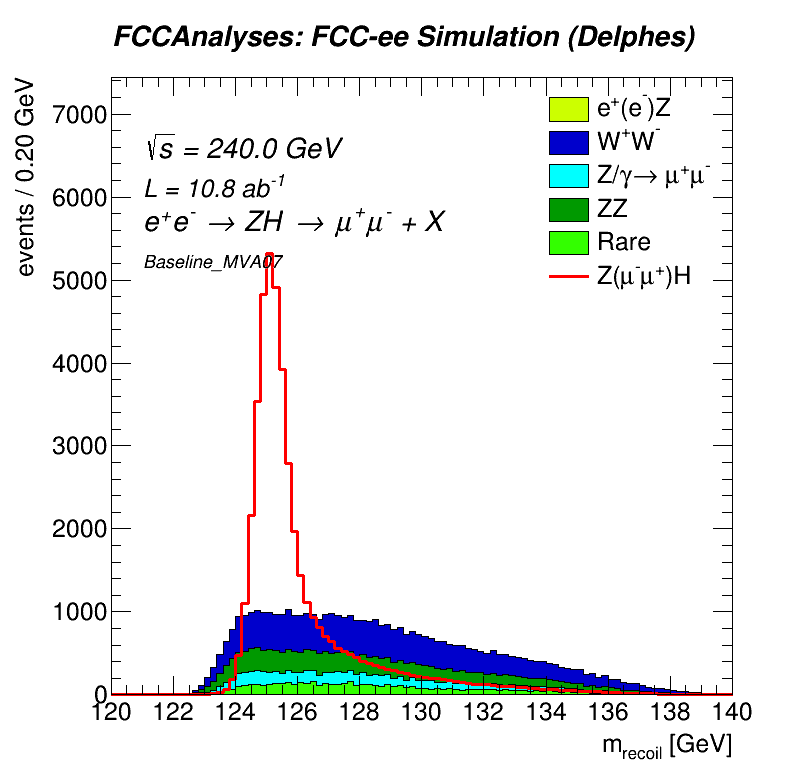 FCCAnalyses: FCC-ee Simulation (Delphes)
events / 0.20 GeV
7000
6000
5000
4000
3000
2000
1000
0
√s = 240.0 GeV
L = 10.8 ab⁻¹
e⁺e⁻ → ZH → μ⁺μ⁻ + X
Baseline_MVA07
e⁺(e⁻)Z
W⁺W⁻
Z/γ→ μ⁺μ⁻
ZZ
Rare
Z(μ⁻μ⁺)H
120 122 124 126 128 130 132 134 136 138 140
m_recoil [GeV]